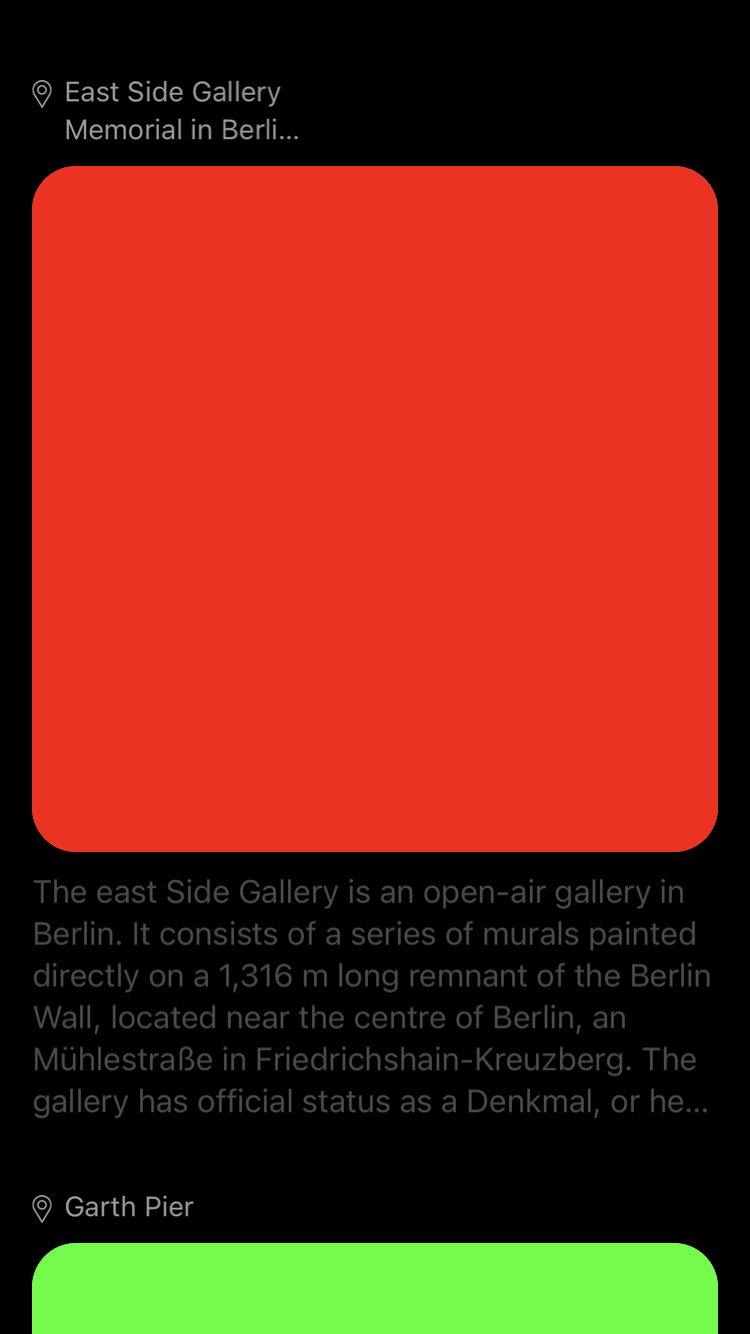 East Side Gallery
Memorial in Berli...
The east Side Gallery is an open-air gallery in
Berlin. It consists of a series of murals painted
directly on a 1,316 m long remnant of the Berlin
Wall, located near the centre of Berlin, an
Mühlestraße in Friedrichshain-Kreuzberg. The
gallery has official status as a Denkmal, or he...
Garth Pier